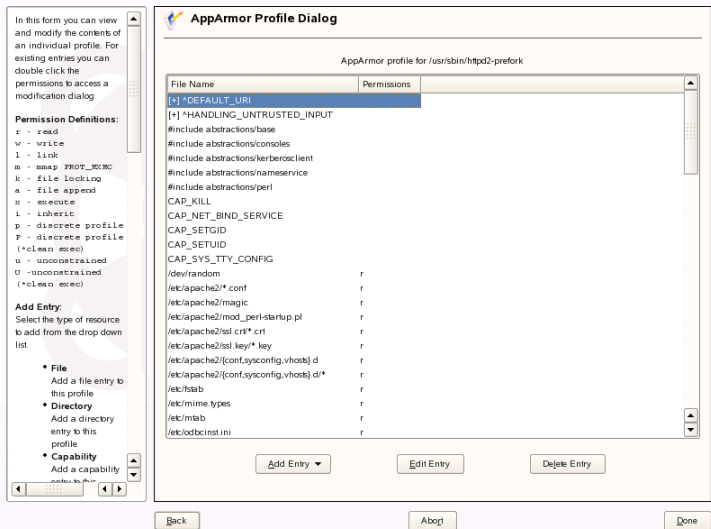 In this form you can view
and modify the contents of
an individual profile. For
existing entries you can
double click the
permissions to access a
modification dialog.
Permission Definitions:
r - read
w - write
l - link
m - mmap PROT_EXEC
k - file locking
a - file append
x - execute
i - inherit
p - discrete profile
P - discrete profile
(*clean exec)
u - unconstrained
U -unconstrained
(*clean exec)
Add Entry:
Select the type of resource
to add from the drop down
list.
• File
Add a file entry to
this profile
• Directory
Add a directory
entry to this
profile
• Capability
Add a capability
entry to this
AppArmor Profile Dialog
AppArmor profile for /usr/sbin/httpd2-prefork
File Name Permissions
[+] ^DEFAULT_URI
[+] ^HANDLING_UNTRUSTED_INPUT
#include abstractions/base
#include abstractions/consoles
#include abstractions/kerberosclient
#include abstractions/nameservice
#include abstractions/perl
CAP_KILL
CAP_NET_BIND_SERVICE
CAP_SETGID
CAP_SETUID
CAP_SYS_TTY_CONFIG
/dev/random r
/etc/apache2/*.conf r
/etc/apache2/magic r
/etc/apache2/mod_perl-startup.pl r
/etc/apache2/ssl.crt/*.crt r
/etc/apache2/ssl.key/*.key r
/etc/apache2/{conf,sysconfig,vhosts}.d r
/etc/apache2/{conf,sysconfig,vhosts}.d/* r
/etc/fstab r
/etc/mime.types r
/etc/mtab r
/etc/odbcinst.ini r
Add Entry Edit Entry Delete Entry
Back Abort Done